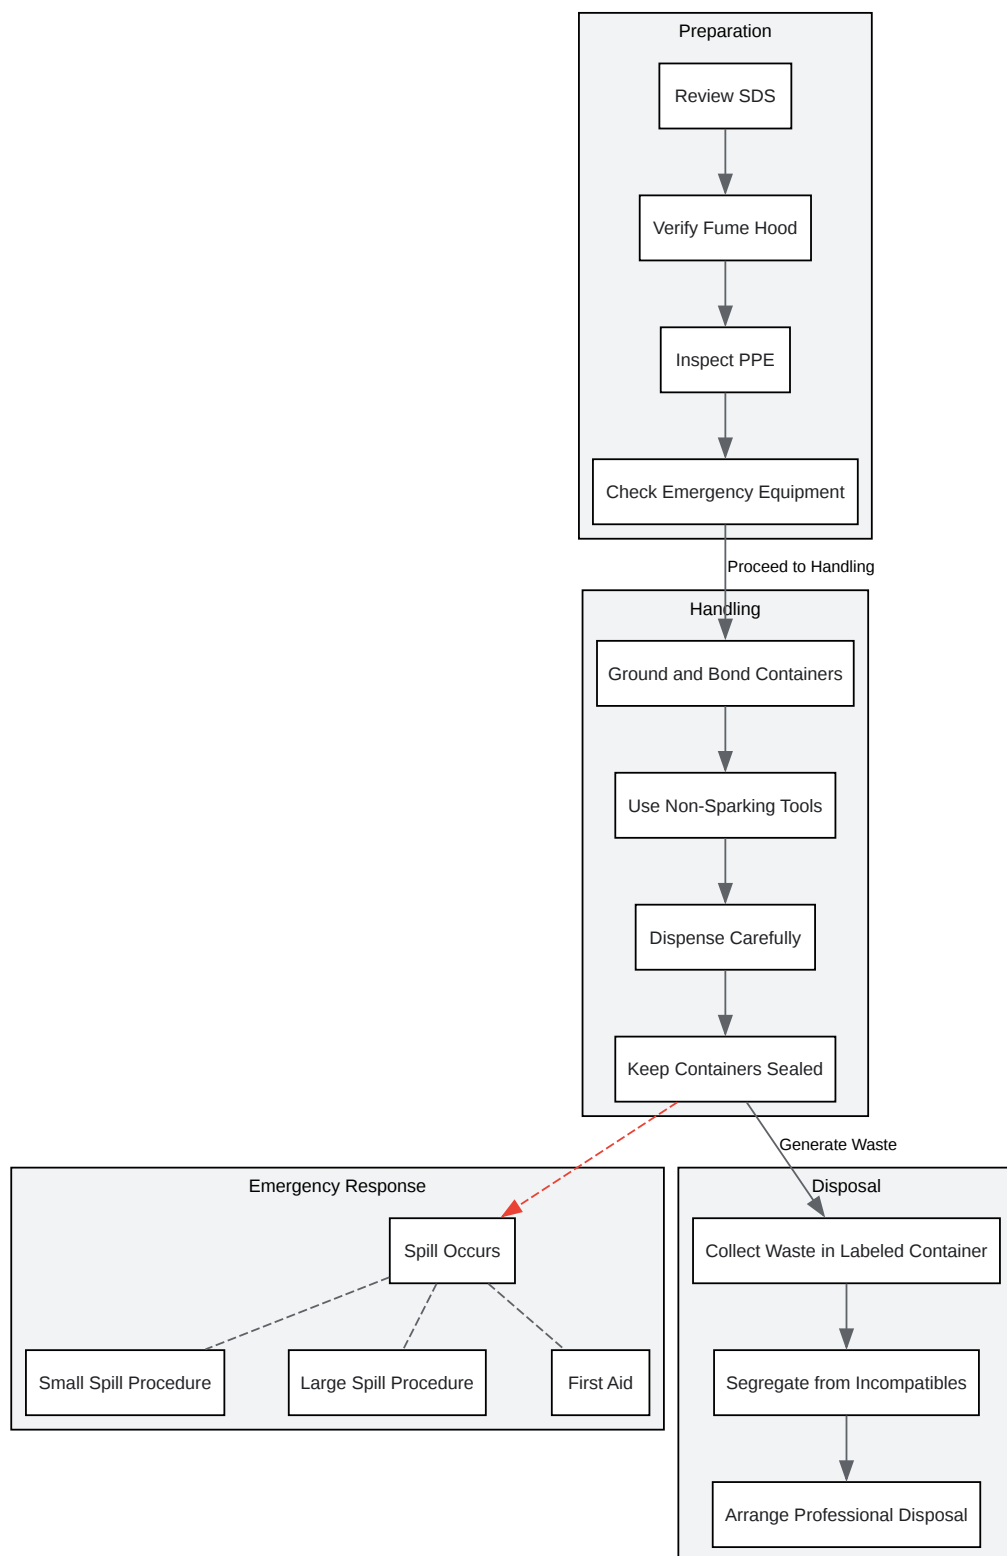 Preparation
Review SDS
Verify Fume Hood
Inspect PPE
Check Emergency Equipment
Proceed to Handling
Handling
Ground and Bond Containers
Use Non-Sparking Tools
Dispense Carefully
Keep Containers Sealed
Generate Waste
Emergency Response
Spill Occurs
Small Spill Procedure
Large Spill Procedure
First Aid
Disposal
Collect Waste in Labeled Container
Segregate from Incompatibles
Arrange Professional Disposal